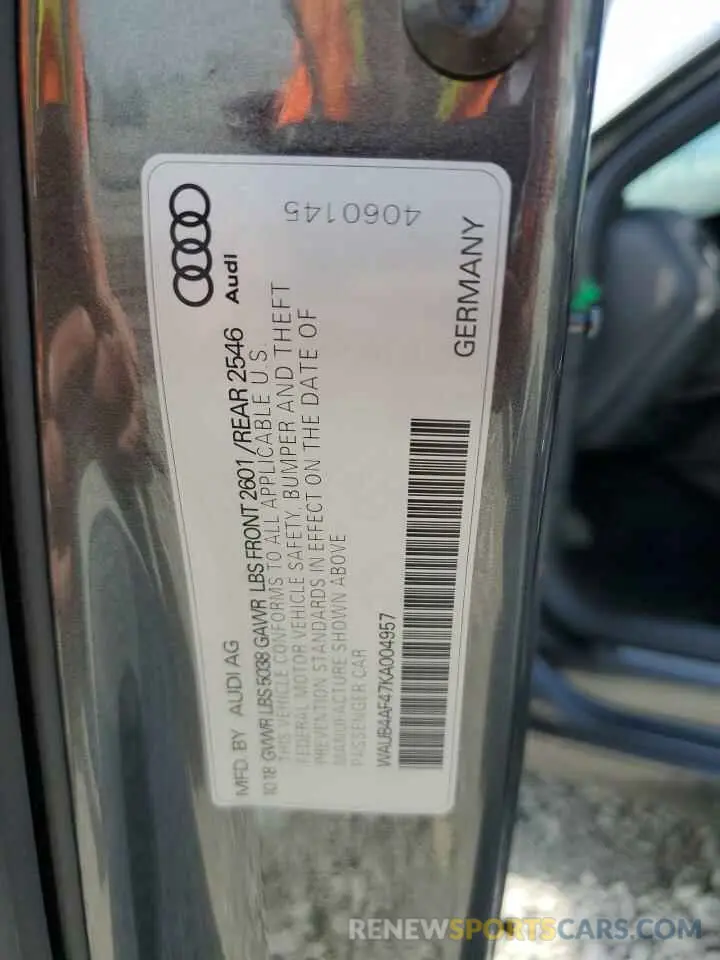 MFD. BY AUDI AG
10.18 GVWR LBS 5038 GAWR LBS FRONT 2601 / REAR 2546
THIS VEHICLE CONFORMS TO ALL APPLICABLE U.S.
FEDERAL MOTOR VEHICLE SAFETY, BUMPER AND THEFT
PREVENTION STANDARDS IN EFFECT ON THE DATE OF
MANUFACTURE SHOWN ABOVE
PASSENGER CAR
WAUB4AF47KA004957
Audi
4060145
GERMANY
RENEWSPORTUSCARS.COM